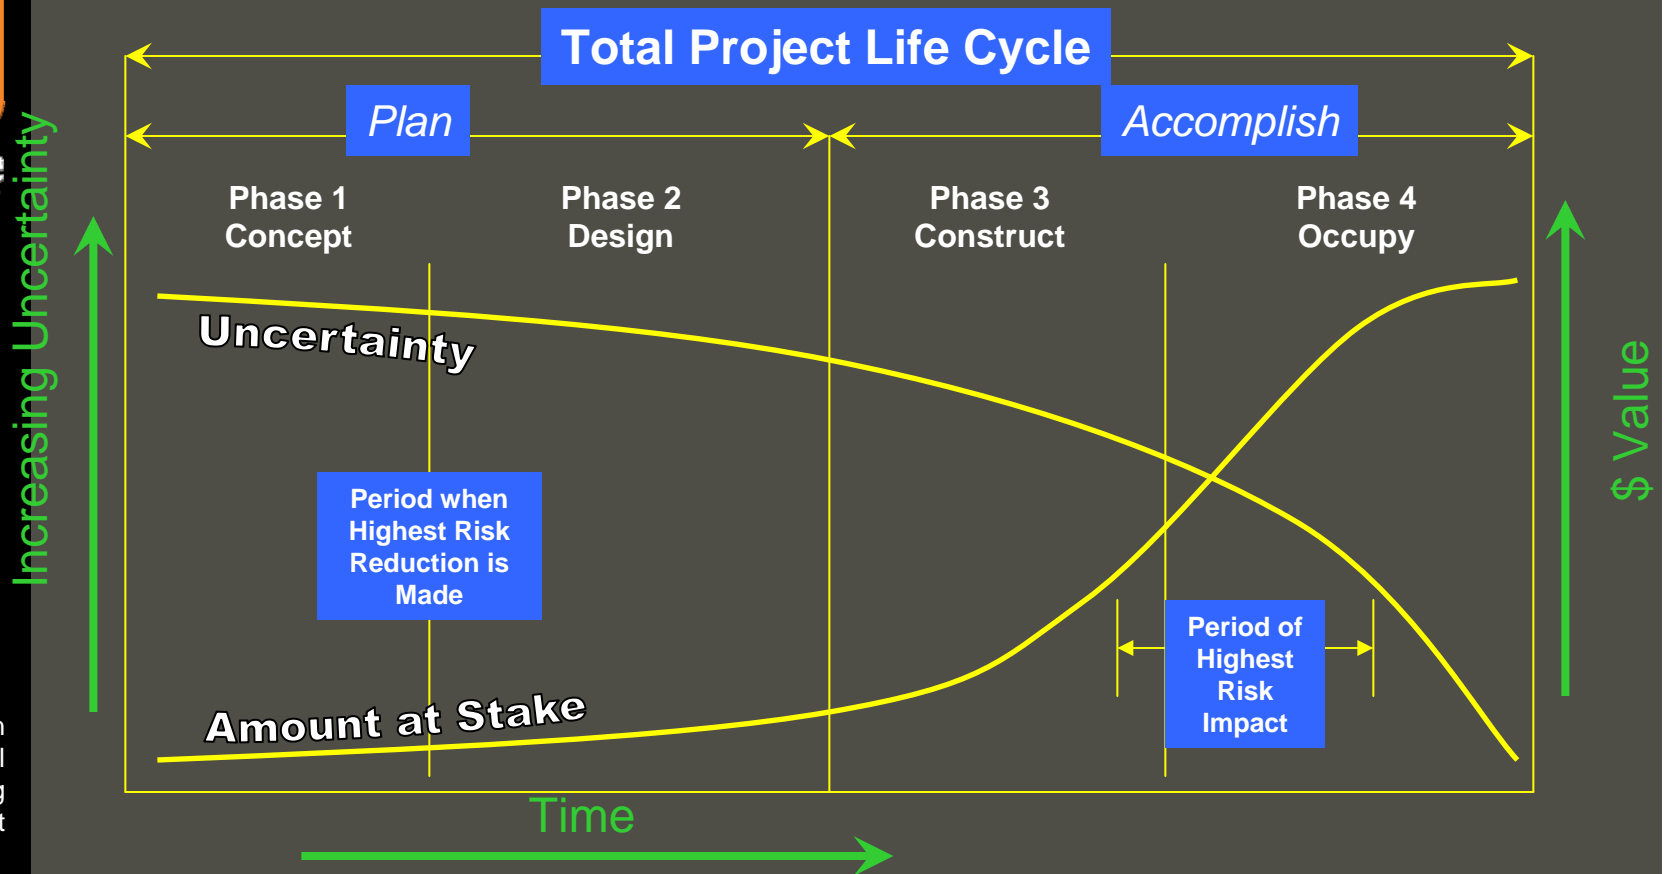 Total Project Life Cycle
Plan
Accomplish
Phase 1
Concept
Phase 2
Design
Phase 3
Construct
Phase 4
Occupy
Increasing Uncertainty
$ Value
Uncertainty
Period when
Highest Risk
Reduction is
Made
Period of
Highest
Risk
Impact
Amount at Stake
Time